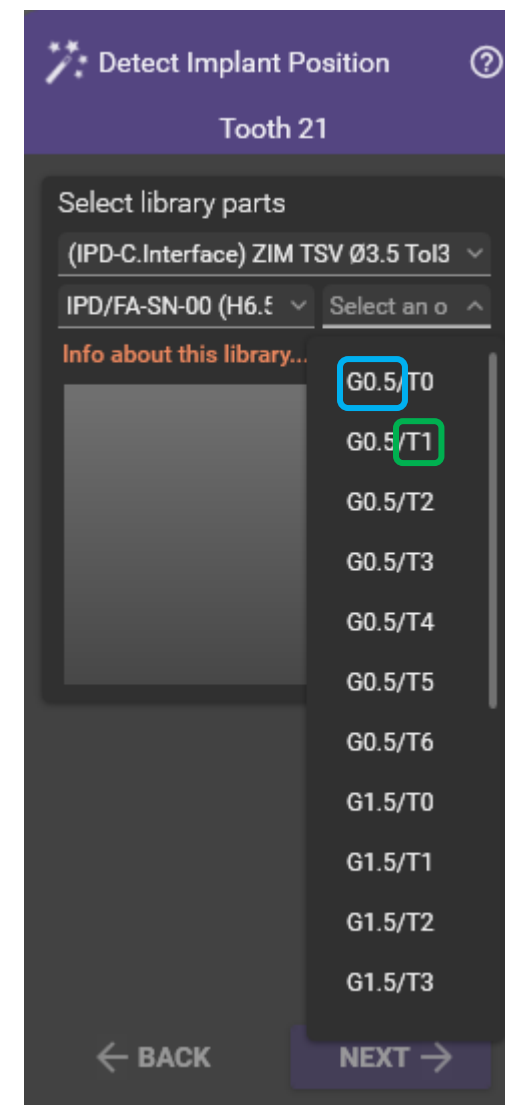 Detect Implant Position
Tooth 21
Select library parts
(IPD-C.Interface) ZIM TSV Ø3.5 Tol3
IPD/FA-SN-00 (H6.5 Select an o
Info about this library...
G0.5/T0
G0.5/T1
G0.5/T2
G0.5/T3
G0.5/T4
G0.5/T5
G0.5/T6
G1.5/T0
G1.5/T1
G1.5/T2
G1.5/T3
BACK NEXT